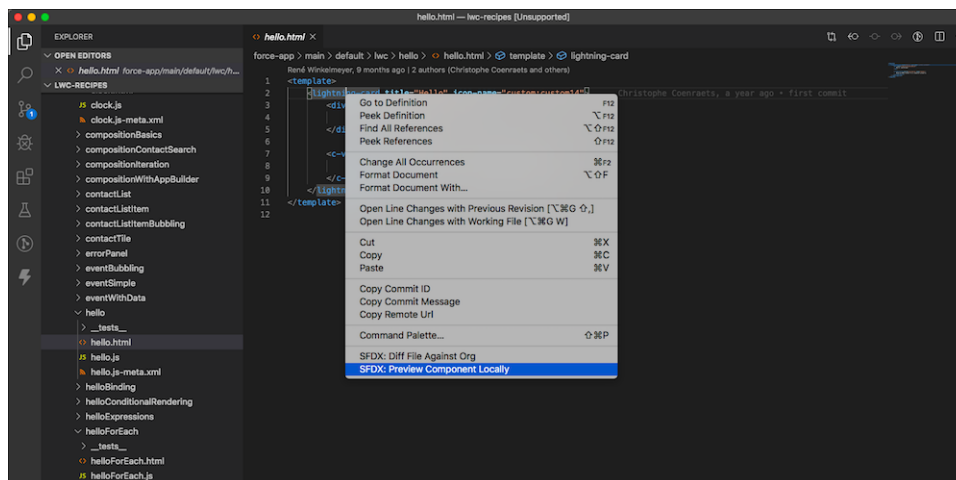 hello.html — lwc-recipes [Unsupported]
EXPLORER
OPEN EDITORS
hello.html force-app/main/default/lwc/h...
LWC-RECIPES
JS clock.js
clock.js-meta.xml
compositionBasics
compositionContactSearch
compositionIteration
compositionWithAppBuilder
contactList
contactListItem
contactListItemBubbling
contactTile
errorPanel
eventBubbling
eventSimple
eventWithData
hello
__tests__
hello.html
JS hello.js
hello.js-meta.xml
helloBinding
helloConditionalRendering
helloExpressions
helloForEach
__tests__
helloForEach.html
JS helloForEach.js
1
hello.html
force-app > main > default > lwc > hello > hello.html > template > lightning-card
René Winkelmeyer, 9 months ago | 2 authors (Christophe Coenraets and others)
1 <template>
2 <lightning-card title="Hello" icon-name="custom:custom14"> Christophe Coenraets, a year ago • first commit
3 <div
4
5 </di
6
7 <c-v
8
9 </c-
10 </lightn
11 </template>
12
Go to Definition F12
Peek Definition ⌥F12
Find All References ⌥⇧F12
Peek References ⇧F12
Change All Occurrences ⌘F2
Format Document ⌥⇧F
Format Document With...
Open Line Changes with Previous Revision [⌥⌘G ⇧,]
Open Line Changes with Working File [⌥⌘G W]
Cut ⌘X
Copy ⌘C
Paste ⌘V
Copy Commit ID
Copy Commit Message
Copy Remote Url
Command Palette... ⇧⌘P
SFDX: Diff File Against Org
SFDX: Preview Component Locally